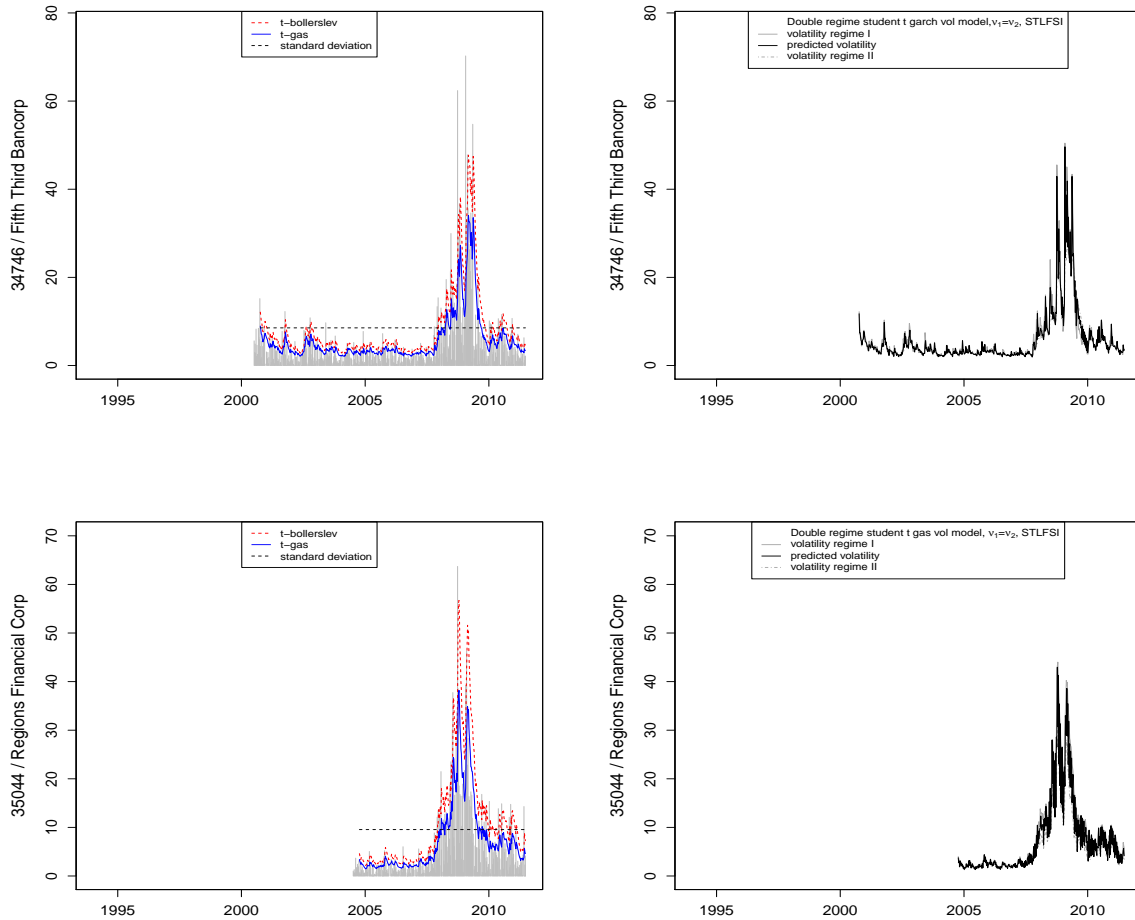 t−bollerslev
t−gas
standard deviation
34746 / Fifth Third Bancorp
0
20
40
60
80
1995
2000
2005
2010
Double regime student t garch vol model,ν₁=ν₂, STLFSI
volatility regime I
predicted volatility
volatility regime II
34746 / Fifth Third Bancorp
0
20
40
60
80
1995
2000
2005
2010
t−bollerslev
t−gas
standard deviation
35044 / Regions Financial Corp
0
10
20
30
40
50
60
70
1995
2000
2005
2010
Double regime student t gas vol model, ν₁=ν₂, STLFSI
volatility regime I
predicted volatility
volatility regime II
35044 / Regions Financial Corp
0
10
20
30
40
50
60
70
1995
2000
2005
2010